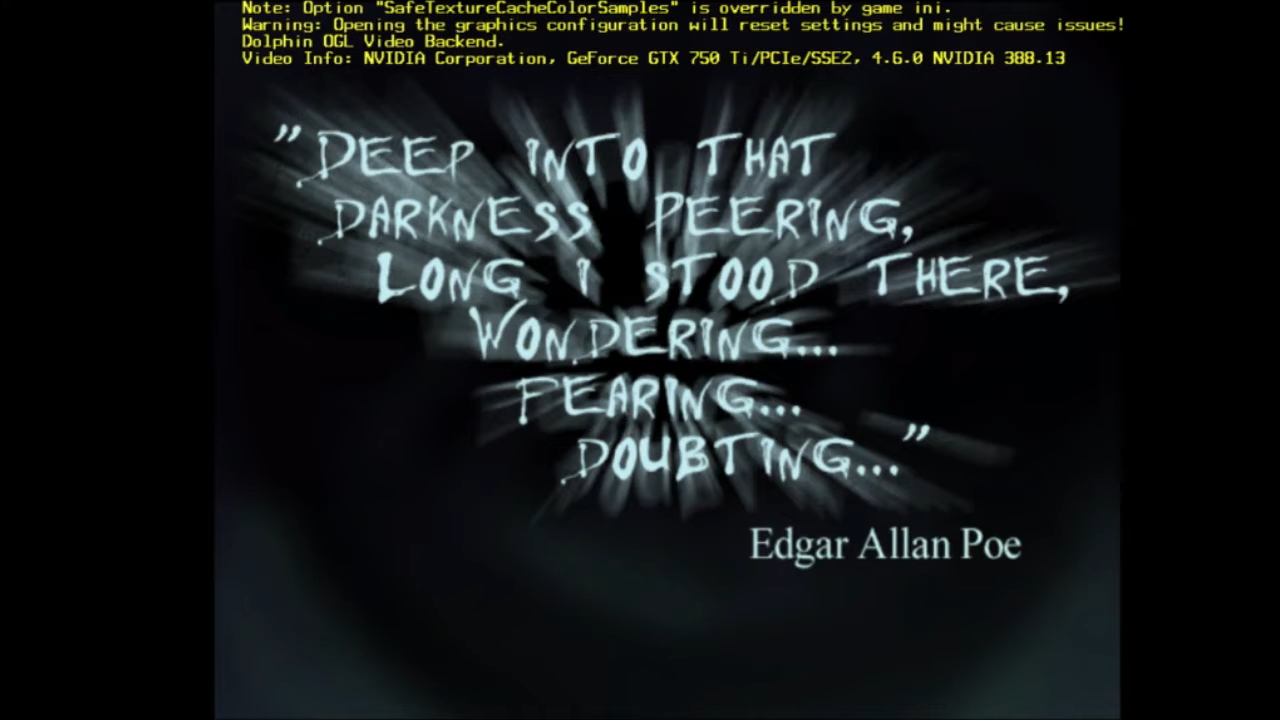 Note: Option "SafeTextureCacheColorSamples" is overridden by game ini.
Warning: Opening the graphics configuration will reset settings and might cause issues!
Dolphin OGL Video Backend.
Video Info: NVIDIA Corporation, GeForce GTX 750 Ti/PCIe/SSE2, 4.6.0 NVIDIA 388.13
"DEEP INTO THAT
DARKNESS PEERING,
LONG I STOOD THERE,
WONDERING...
FEARING...
DOUBTING..."
Edgar Allan Poe